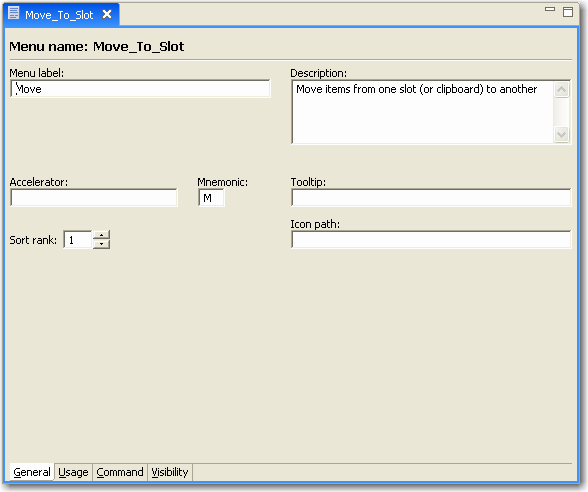 Move_To_Slot
Menu name: Move_To_Slot
Menu label:
Move
Description:
Move items from one slot (or clipboard) to another
Accelerator:
Mnemonic:
M
Tooltip:
Sort rank: 1
Icon path:
General Usage Command Visibility